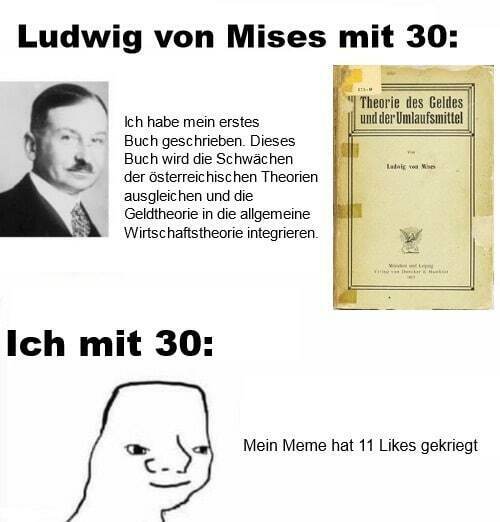 Ludwig von Mises mit 30:
Ich habe mein erstes
Buch geschrieben. Dieses
Buch wird die Schwächen
der österreichischen Theorien
ausgleichen und die
Geldtheorie in die allgemeine
Wirtschaftstheorie integrieren.
Theorie des Geldes
und der Umlaufsmittel
Von
Ludwig von Mises
München und Leipzig
Verlag von Duncker & Humblot
Ich mit 30:
Mein Meme hat 11 Likes gekriegt